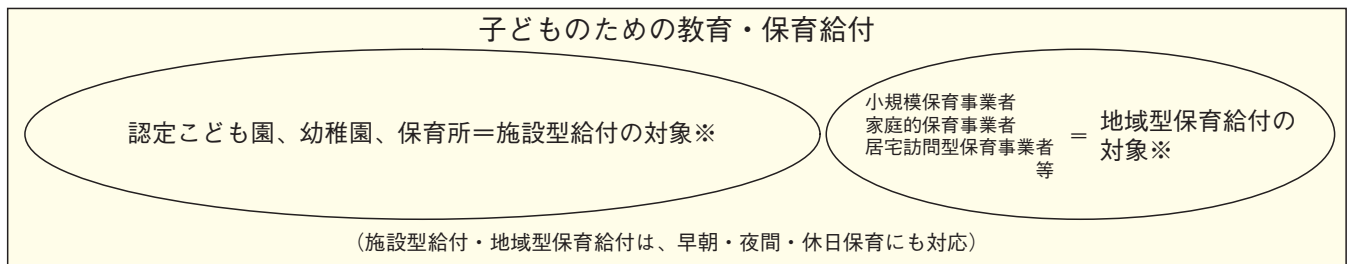 子どものための教育・保育給付
認定こども園、幼稚園、保育所＝施設型給付の対象※
小規模保育事業者
家庭的保育事業者
居宅訪問型保育事業者
等
＝
地域型保育給付の
対象※
（施設型給付・地域型保育給付は、早朝・夜間・休日保育にも対応）